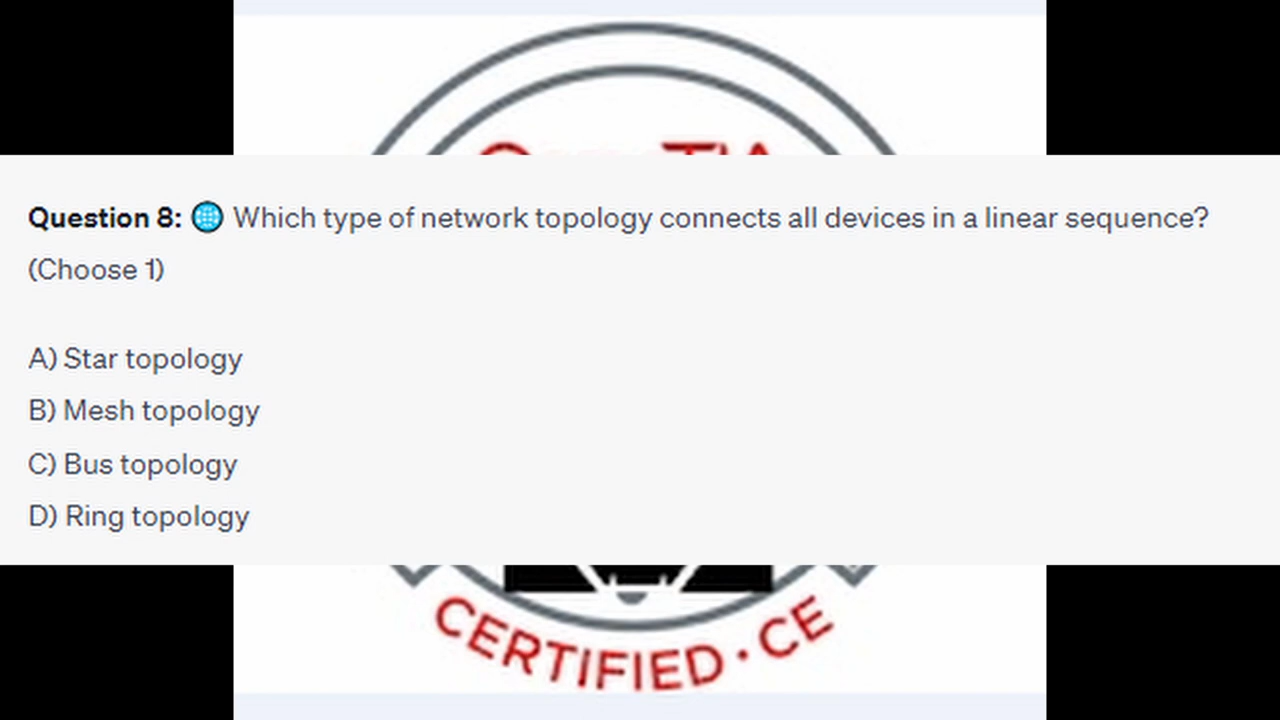 Question 8: 🌐 Which type of network topology connects all devices in a linear sequence?
(Choose 1)
A) Star topology
B) Mesh topology
C) Bus topology
D) Ring topology
CERTIFIED · CE